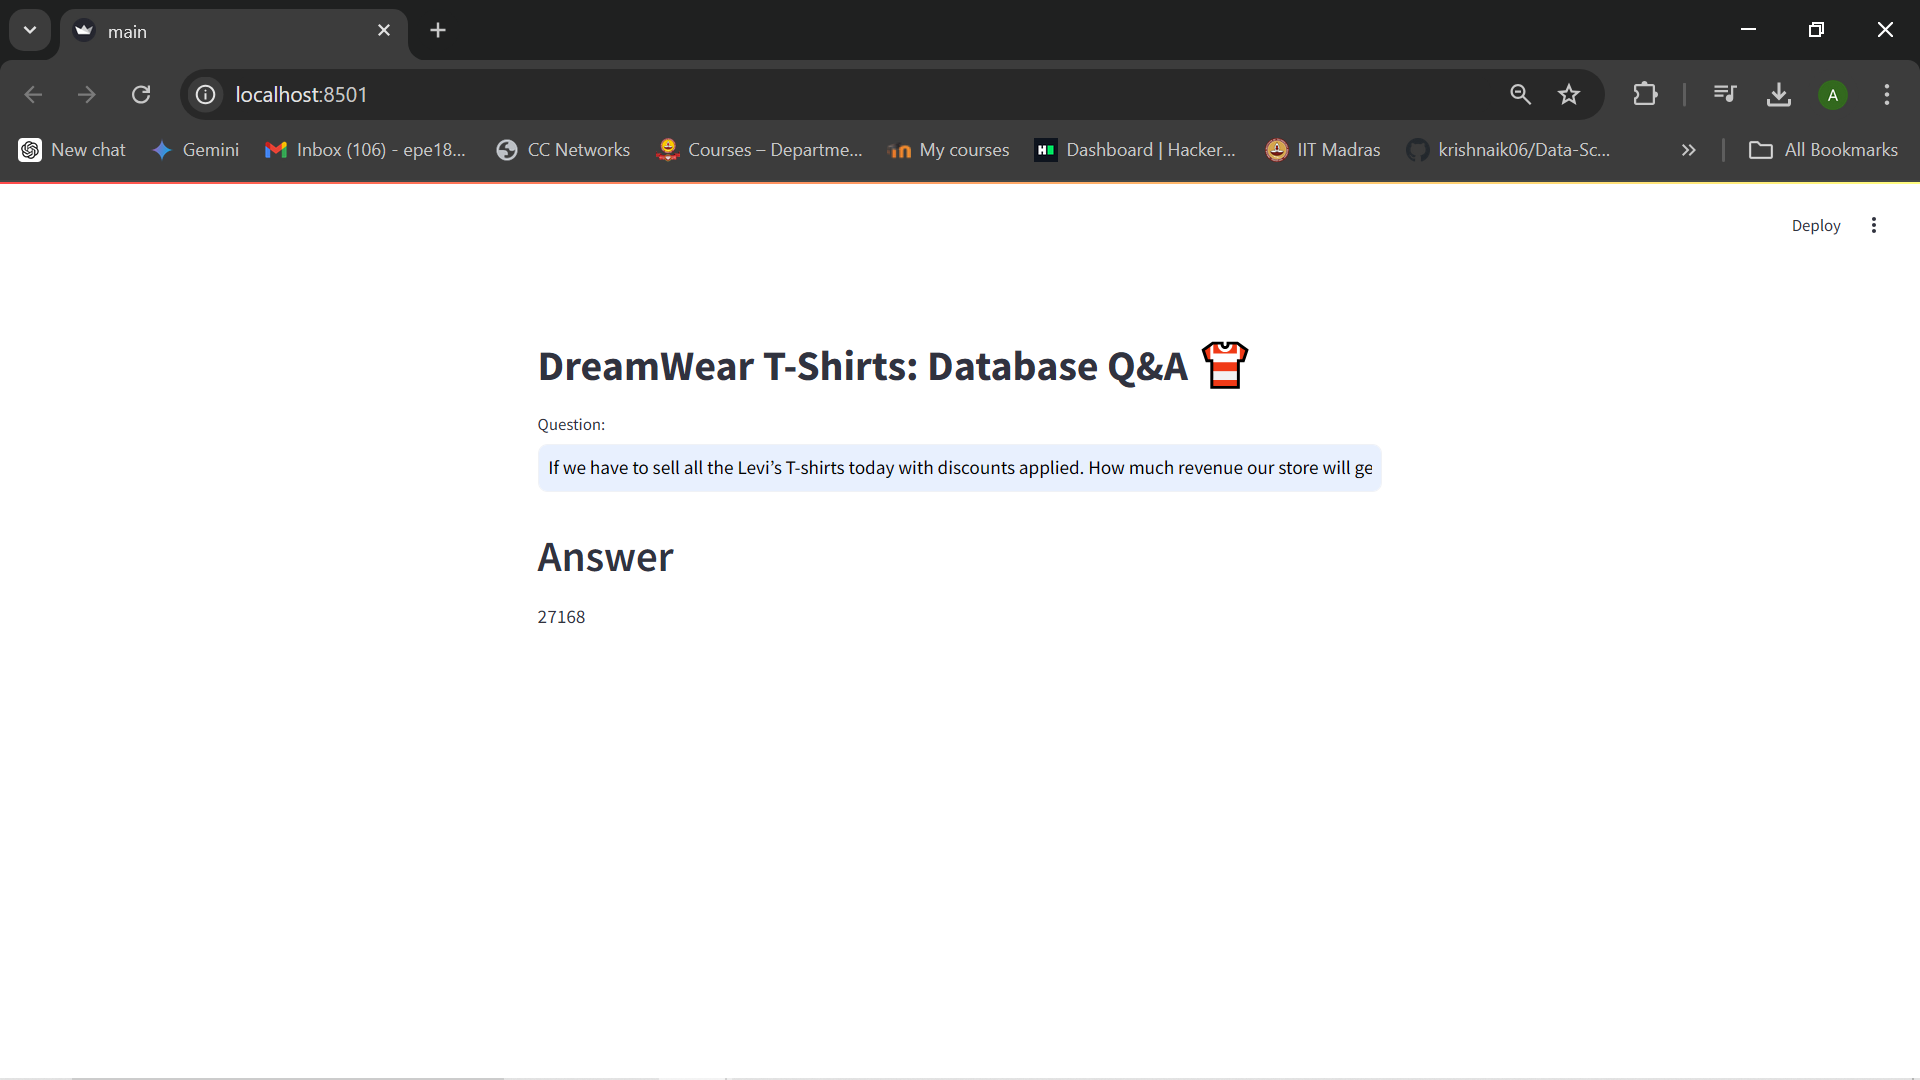 main
localhost:8501
A
New chat
Gemini
Inbox (106) - epe18...
CC Networks
Courses – Departme...
My courses
Dashboard | Hacker...
IIT Madras
krishnaik06/Data-Sc...
All Bookmarks
Deploy
DreamWear T-Shirts: Database Q&A
Question:
If we have to sell all the Levi’s T-shirts today with discounts applied. How much revenue our store will ge
Answer
27168